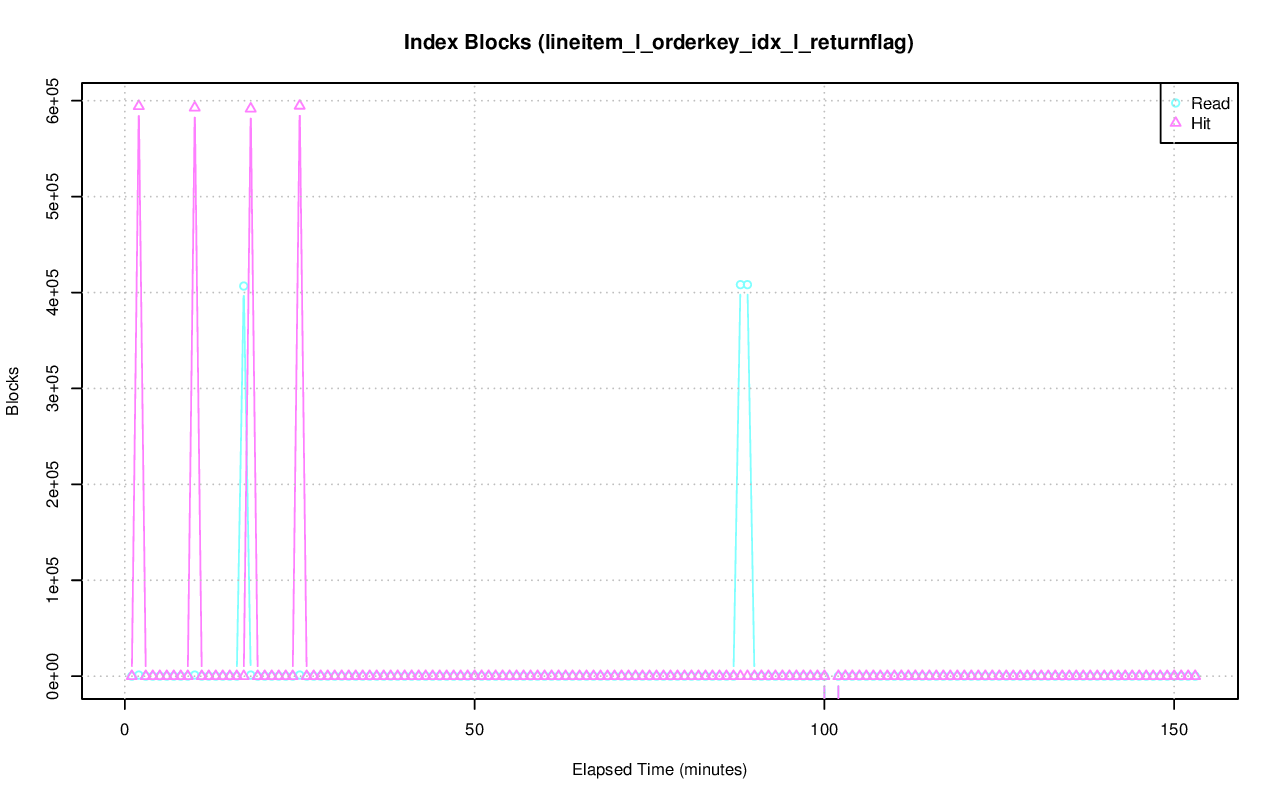 Index Blocks (lineitem_l_orderkey_idx_l_returnflag)
Read
Hit
6e+05
5e+05
4e+05
3e+05
2e+05
1e+05
0e+00
Blocks
0 50 100 150
Elapsed Time (minutes)